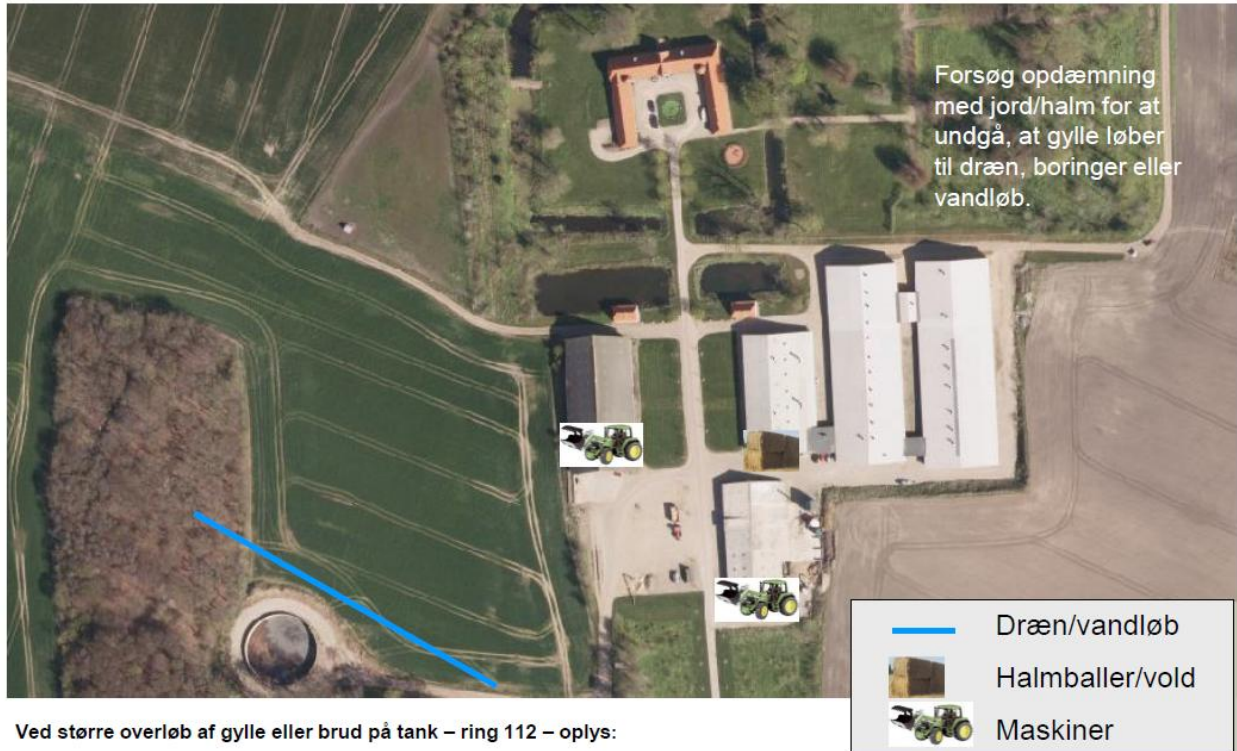 Forsøg opdæmning
med jord/halm for at
undgå, at gylle løber
til dræn, boringer eller
vandløb.
Dræn/vandløb
Halmballer/vold
Maskiner
Ved større overløb af gylle eller brud på tank – ring 112 – oplys: